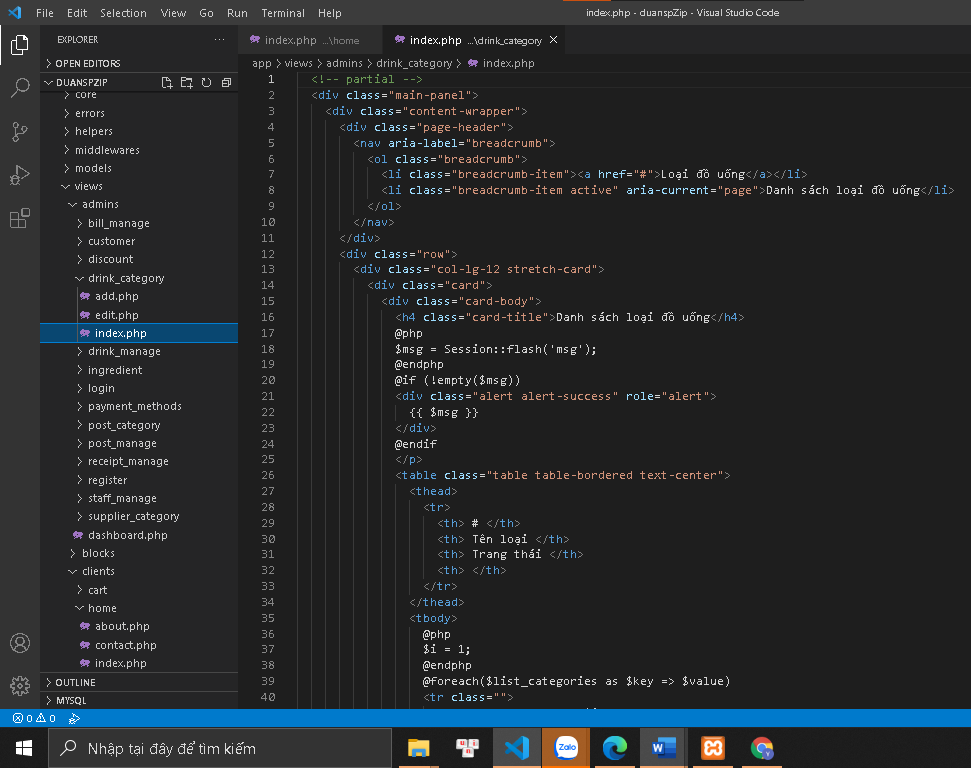 File Edit Selection View Go Run Terminal Help
index.php - duanspZip - Visual Studio Code
EXPLORER ···
index.php ...\home
index.php ...\drink_category
OPEN EDITORS
app > views > admins > drink_category > index.php
DUANSPZIP
core
errors
helpers
middlewares
models
views
admins
bill_manage
customer
discount
drink_category
add.php
edit.php
index.php
drink_manage
ingredient
login
payment_methods
post_category
post_manage
receipt_manage
register
staff_manage
supplier_category
dashboard.php
blocks
clients
cart
home
about.php
contact.php
index.php
OUTLINE
MYSQL
1 <!-- partial -->
2 <div class="main-panel">
3 <div class="content-wrapper">
4 <div class="page-header">
5 <nav aria-label="breadcrumb">
6 <ol class="breadcrumb">
7 <li class="breadcrumb-item"><a href="#">Loại đồ uống</a></li>
8 <li class="breadcrumb-item active" aria-current="page">Danh sách loại đồ uống</li>
9 </ol>
10 </nav>
11 </div>
12 <div class="row">
13 <div class="col-lg-12 stretch-card">
14 <div class="card">
15 <div class="card-body">
16 <h4 class="card-title">Danh sách loại đồ uống</h4>
17 @php
18 $msg = Session::flash('msg');
19 @endphp
20 @if (!empty($msg))
21 <div class="alert alert-success" role="alert">
22 {{ $msg }}
23 </div>
24 @endif
25 </p>
26 <table class="table table-bordered text-center">
27 <thead>
28 <tr>
29 <th> # </th>
30 <th> Tên loại </th>
31 <th> Trang thái </th>
32 <th> </th>
33 </tr>
34 </thead>
35 <tbody>
36 @php
37 $i = 1;
38 @endphp
39 @foreach($list_categories as $key => $value)
40 <tr class="">
0 0
Nhập tại đây để tìm kiếm
Zalo